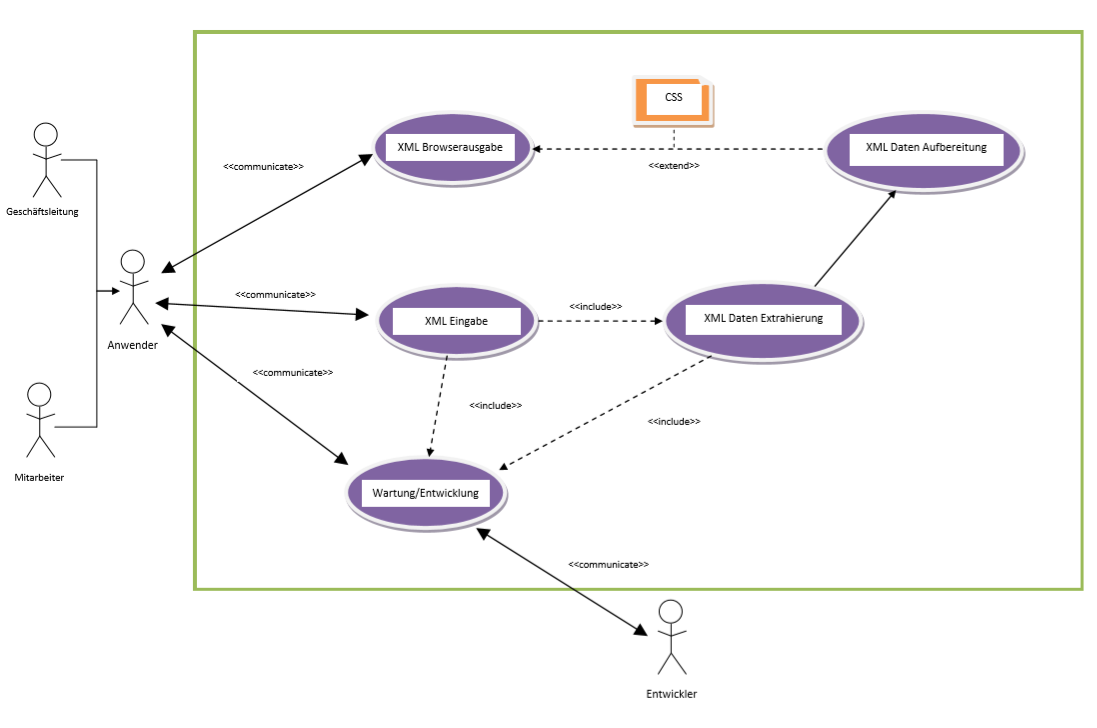 CSS
XML Browserausgabe
XML Daten Aufbereitung
<<communicate>>
<<extend>>
Geschäftsleitung
<<communicate>>
<<include>>
XML Eingabe
XML Daten Extrahierung
Anwender
<<communicate>>
<<include>>
<<include>>
Mitarbeiter
Wartung/Entwicklung
<<communicate>>
Entwickler